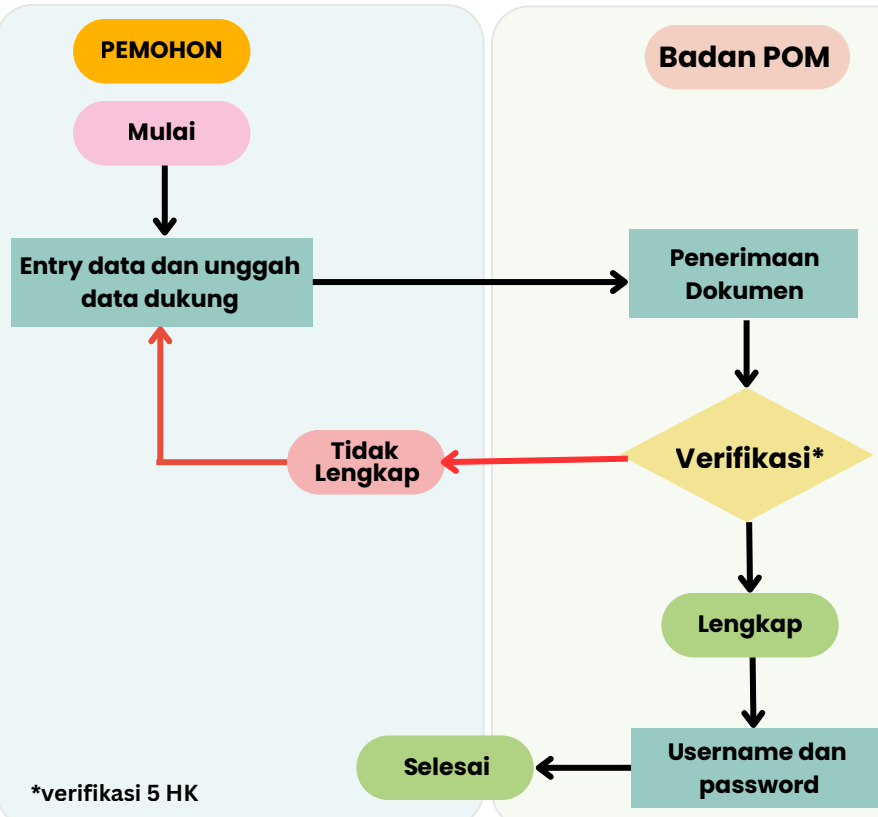 PEMOHON
Badan POM
Mulai
Entry data dan unggah
data dukung
Penerimaan
Dokumen
Verifikasi*
Tidak
Lengkap
Lengkap
Username dan
password
Selesai
*verifikasi 5 HK